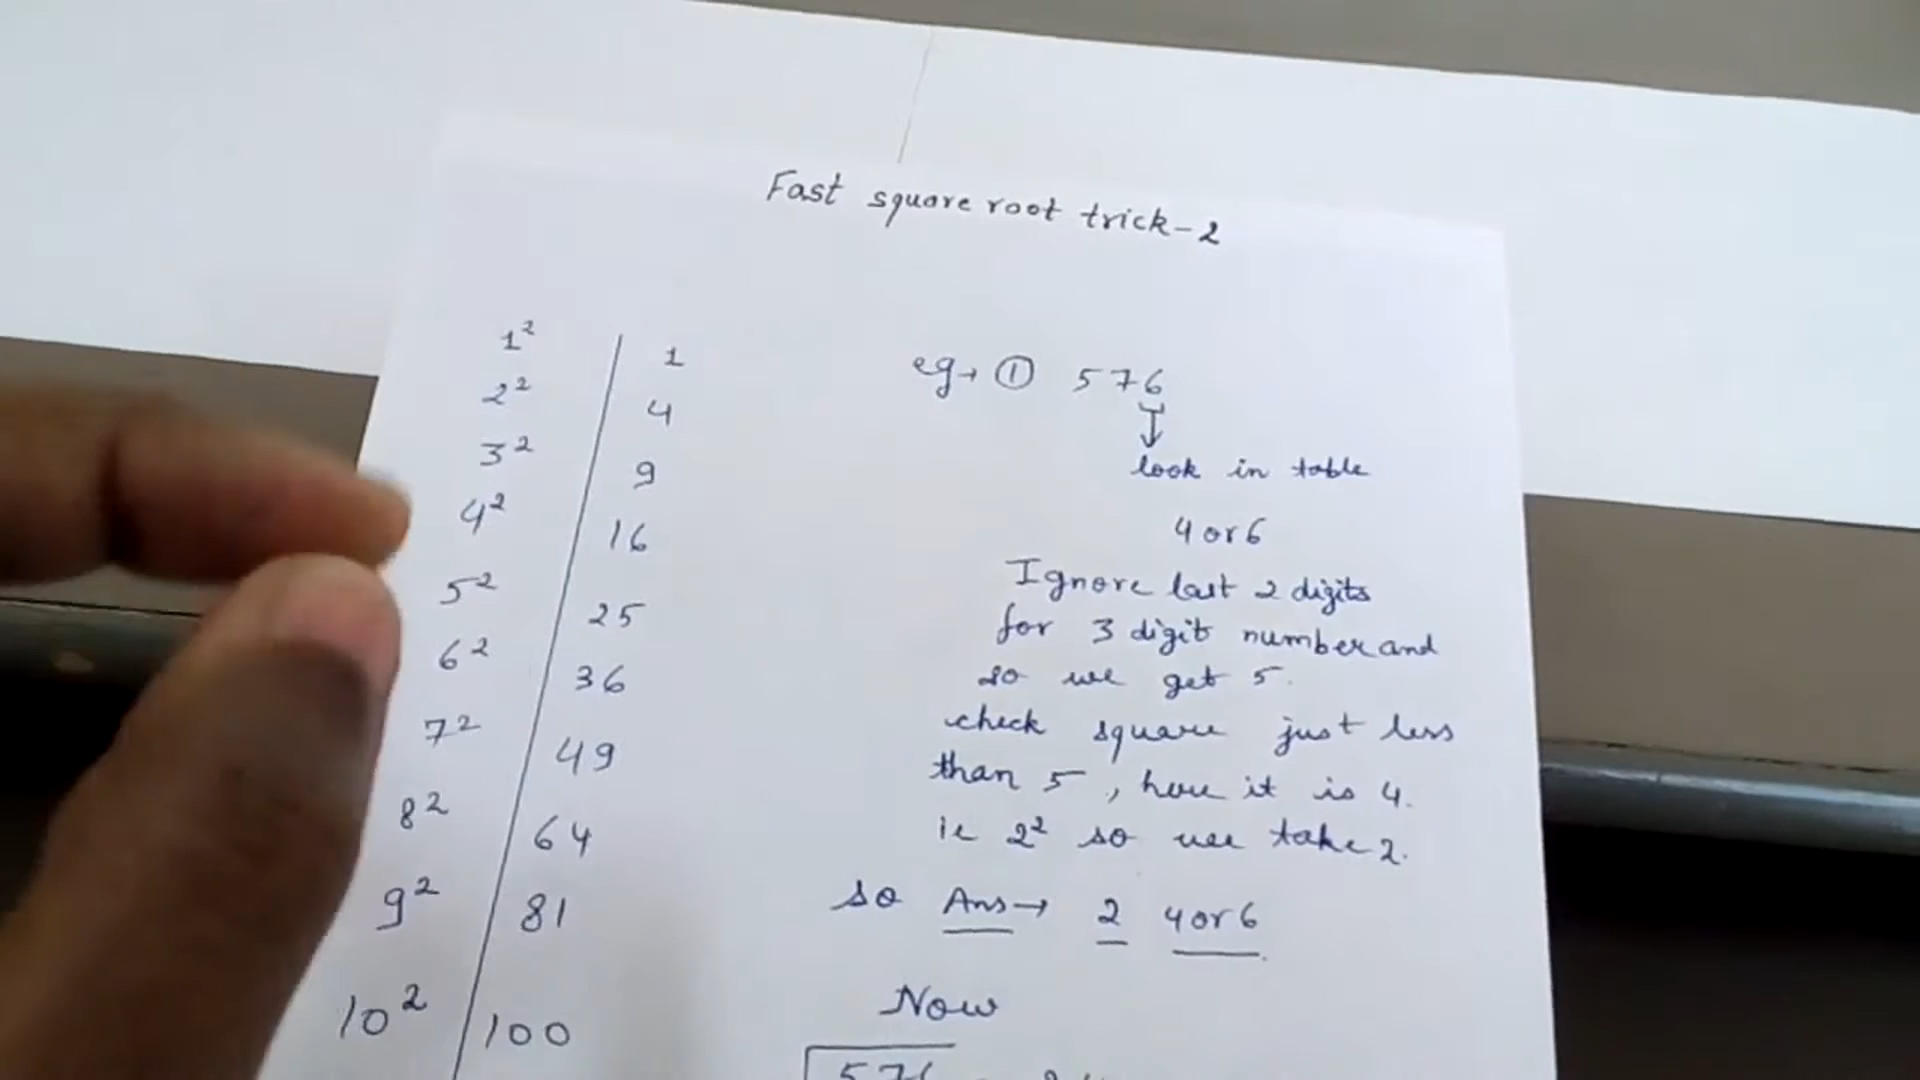 Fast square root trick-2
1² | 1
2² | 4
3² | 9
4² | 16
5² | 25
6² | 36
7² | 49
8² | 64
9² | 81
10² | 100
eg→ ① 576
↓
look in table
4 or 6
Ignore last 2 digits
for 3 digit number and
so we get 5.
check square just less
than 5, here it is 4.
ie 2² so we take 2.
so Ans → 2 4 or 6
Now
576